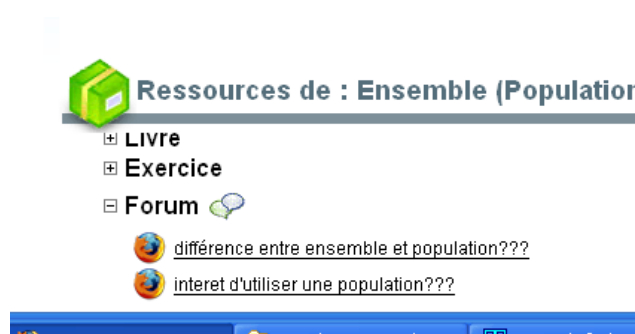 Ressources de : Ensemble (Population
Livre
Exercice
Forum
différence entre ensemble et population???
interet d'utiliser une population???